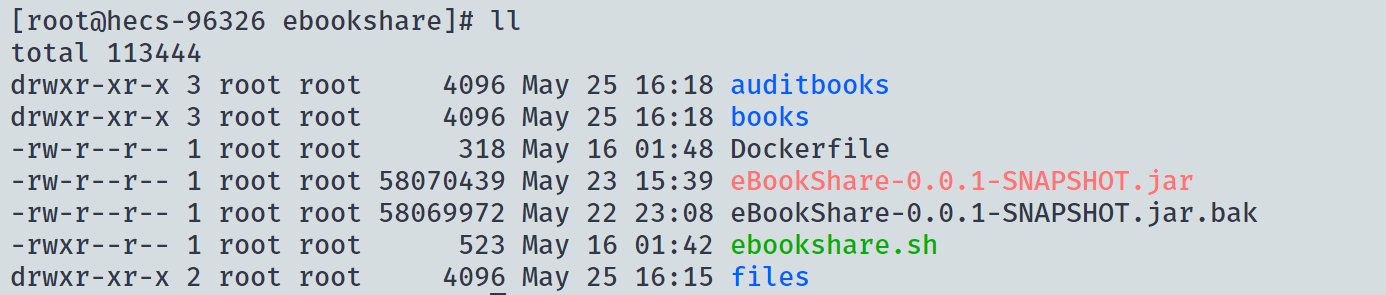 [root@hecs-96326 ebookshare]# ll
total 113444
drwxr-xr-x 3 root root     4096 May 25 16:18 auditbooks
drwxr-xr-x 3 root root     4096 May 25 16:18 books
-rw-r--r-- 1 root root      318 May 16 01:48 Dockerfile
-rw-r--r-- 1 root root 58070439 May 23 15:39 eBookShare-0.0.1-SNAPSHOT.jar
-rw-r--r-- 1 root root 58069972 May 22 23:08 eBookShare-0.0.1-SNAPSHOT.jar.bak
-rwxr--r-- 1 root root      523 May 16 01:42 ebookshare.sh
drwxr-xr-x 2 root root     4096 May 25 16:15 files